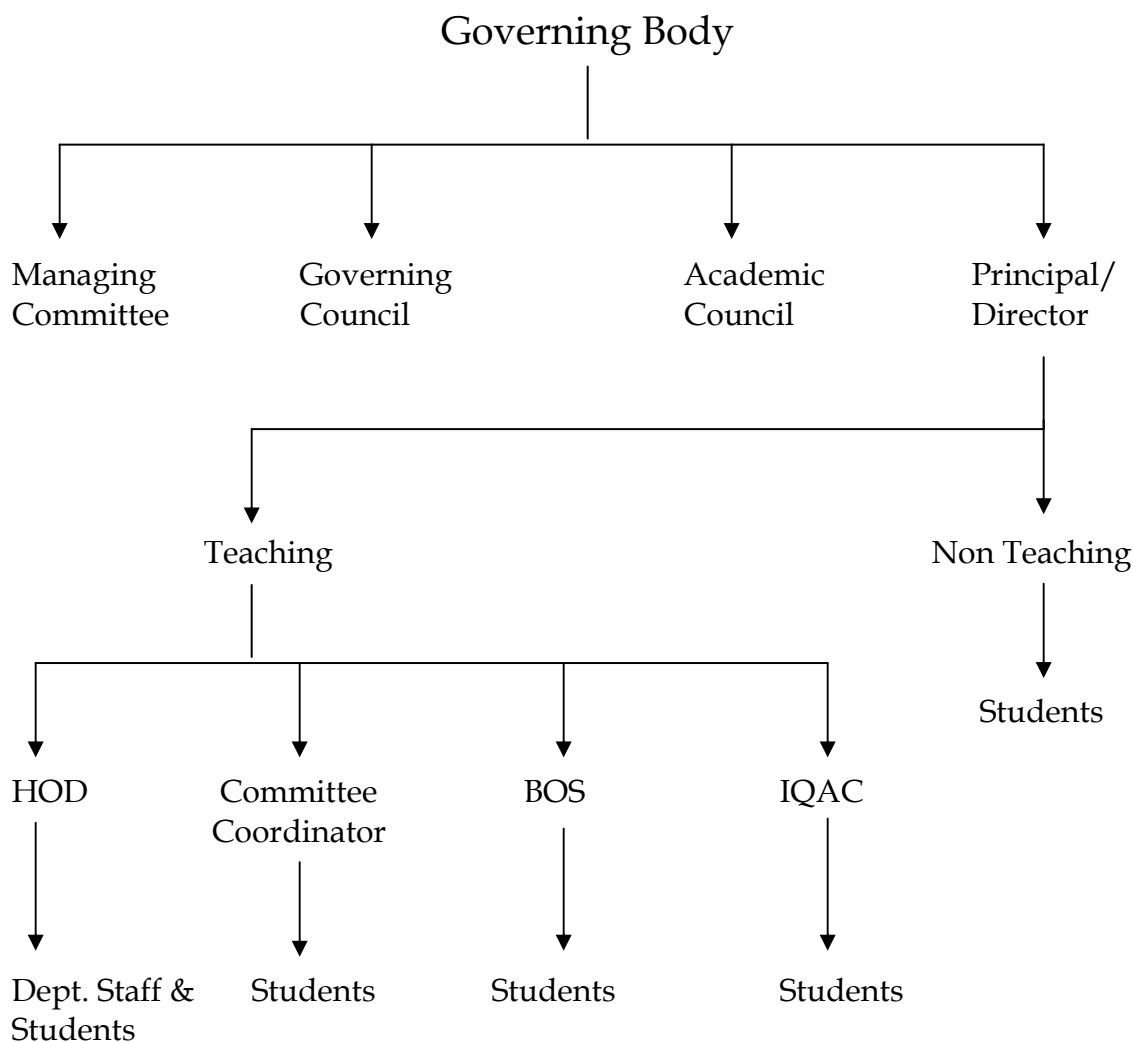 Governing Body
Managing
Committee
Governing
Council
Academic
Council
Principal/
Director
Teaching
Non Teaching
Students
HOD
Committee
Coordinator
BOS
IQAC
Dept. Staff &
Students
Students
Students
Students